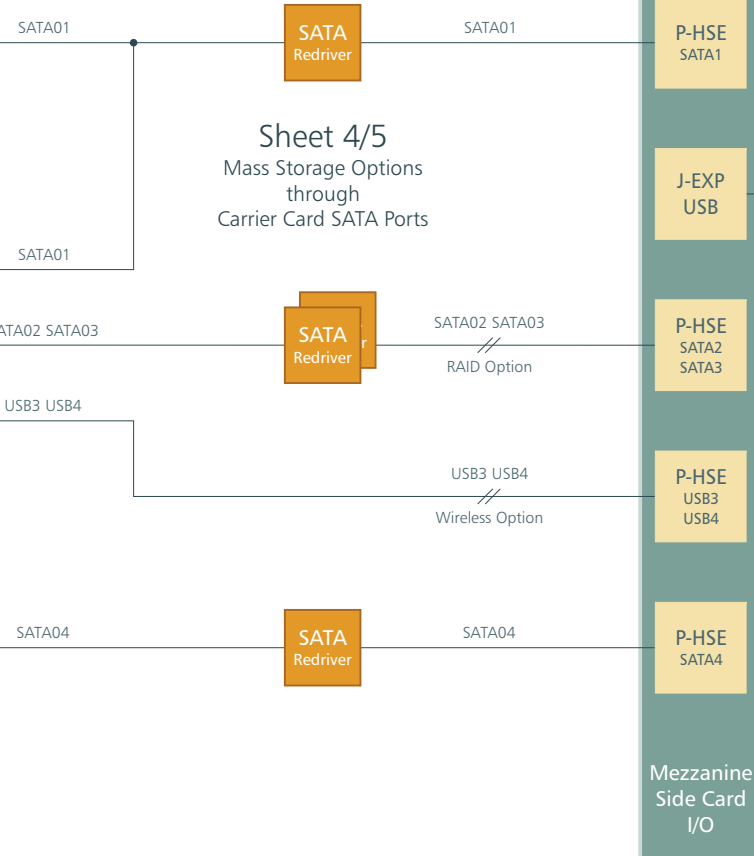 SATA01
SATA
Redriver
SATA01
P-HSE
SATA1
Sheet 4/5
Mass Storage Options
through
Carrier Card SATA Ports
J-EXP
USB
SATA01
SATA03
SATA
Redriver
SATA02 SATA03
RAID Option
P-HSE
SATA2
SATA3
USB3 USB4
USB3 USB4
Wireless Option
P-HSE
USB3
USB4
SATA04
SATA
Redriver
SATA04
P-HSE
SATA4
Mezzanine
Side Card
I/O